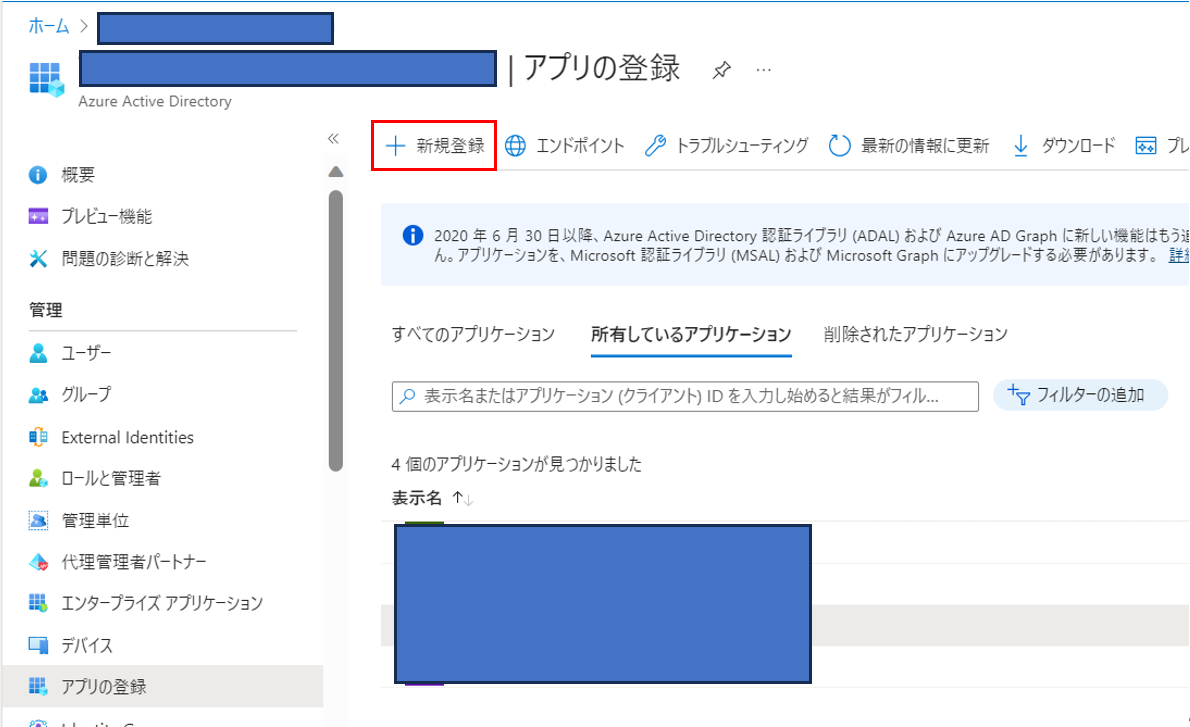 ホーム >
| アプリの登録 ...
Azure Active Directory
«
概要
プレビュー機能
問題の診断と解決
管理
ユーザー
グループ
External Identities
ロールと管理者
管理単位
代理管理者パートナー
エンタープライズ アプリケーション
デバイス
アプリの登録
新規登録 エンドポイント トラブルシューティング 最新の情報に更新 ダウンロード プレ
2020 年 6 月 30 日以降、Azure Active Directory 認証ライブラリ (ADAL) および Azure AD Graph に新しい機能はもう追
ん。アプリケーションを、Microsoft 認証ライブラリ (MSAL) および Microsoft Graph にアップグレードする必要があります。 詳細
すべてのアプリケーション 所有しているアプリケーション 削除されたアプリケーション
表示名またはアプリケーション (クライアント) ID を入力し始めると結果がフィル... フィルターの追加
4 個のアプリケーションが見つかりました
表示名 ↑↓